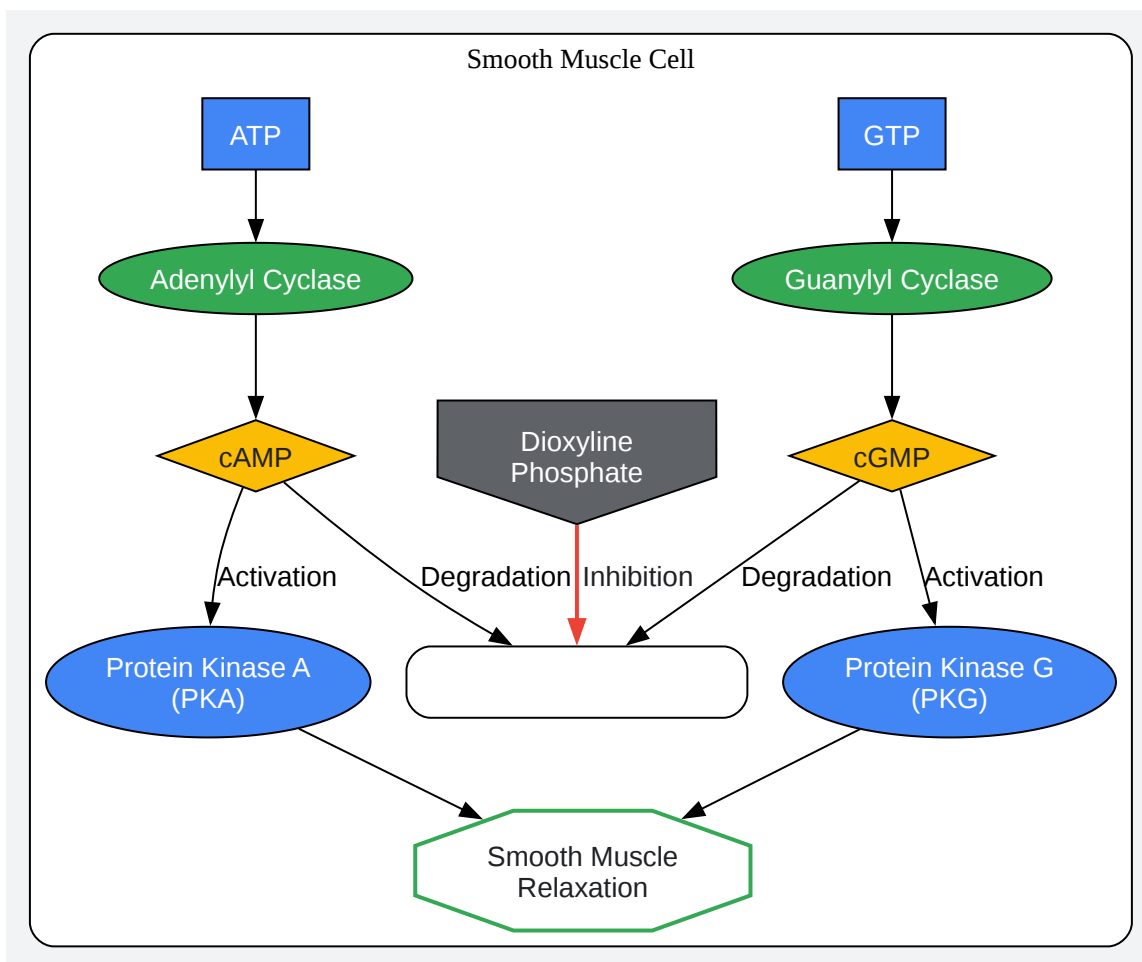 Smooth Muscle Cell
ATP
GTP
Adenylyl Cyclase
Guanylyl Cyclase
Dioxyline
Phosphate
cAMP
cGMP
Activation
Degradation
Inhibition
Degradation
Activation
Protein Kinase A
(PKA)
Protein Kinase G
(PKG)
Smooth Muscle
Relaxation